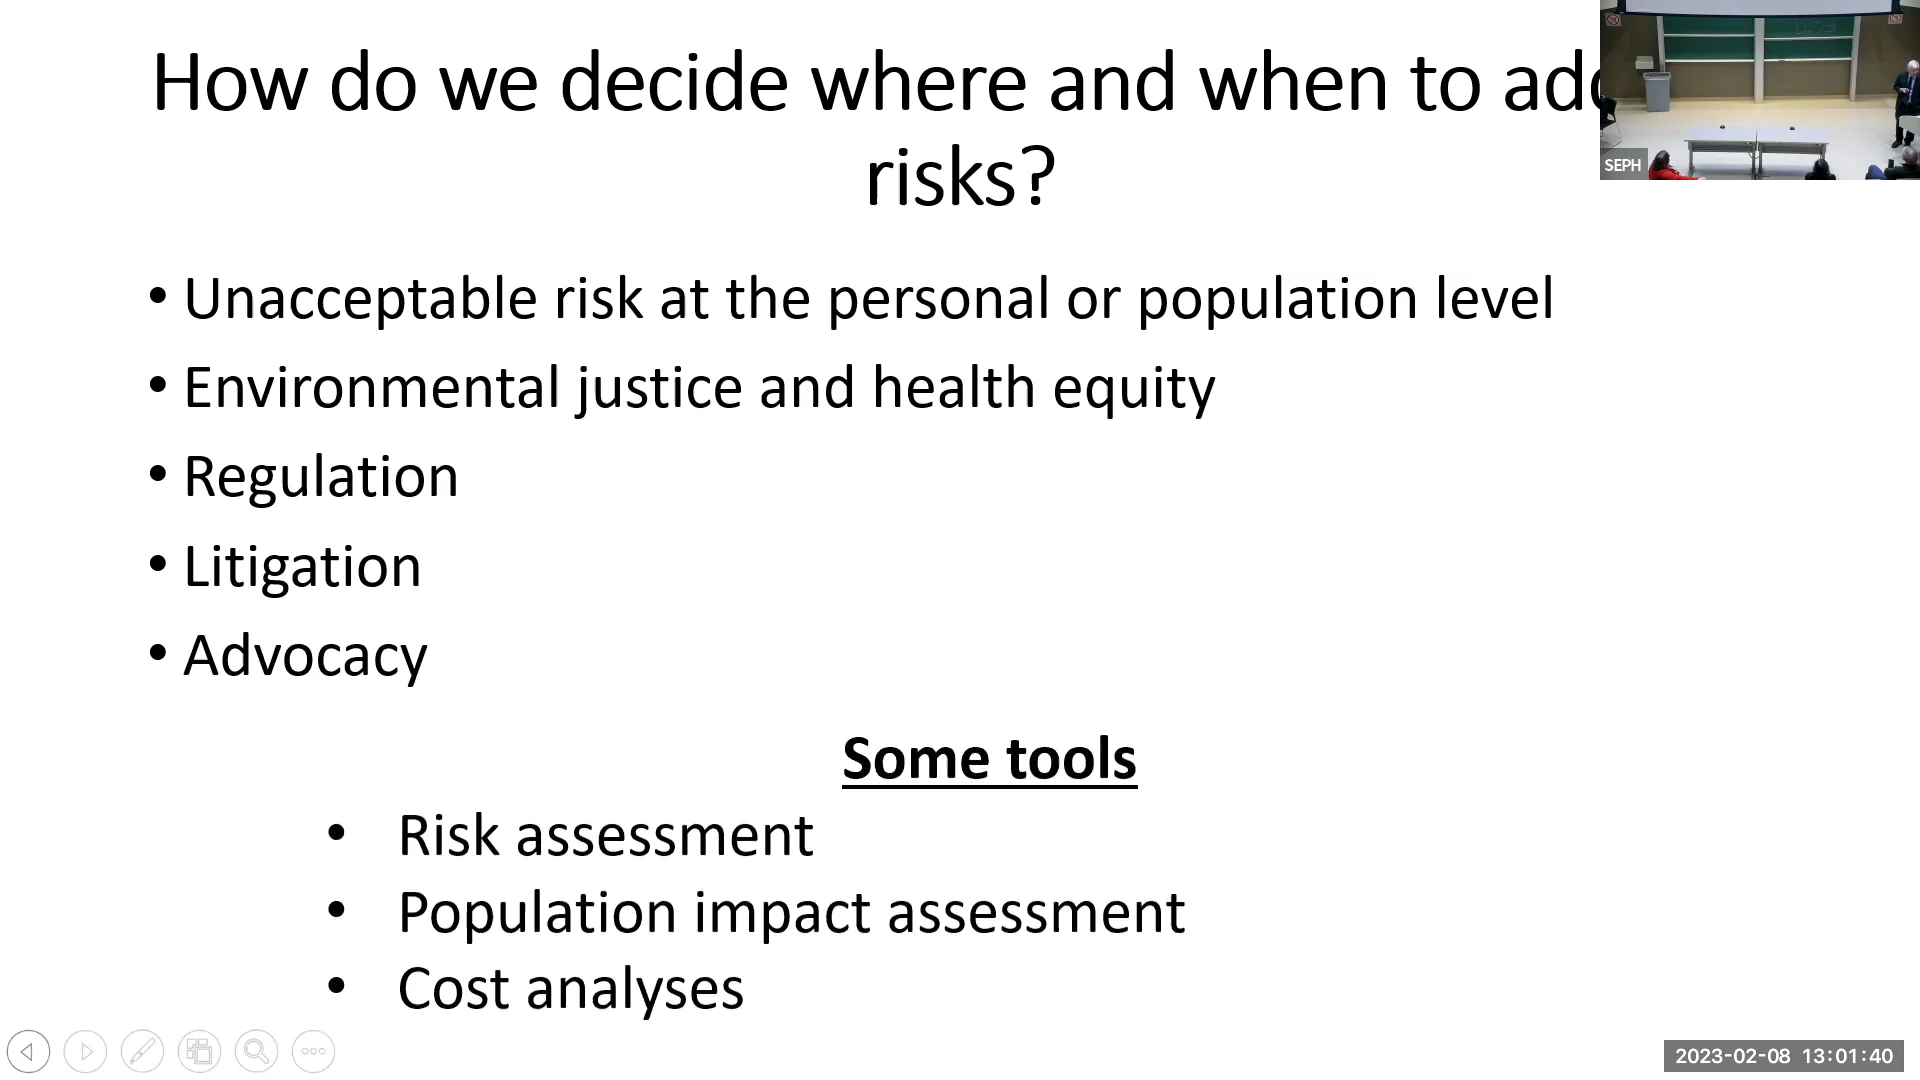 How do we decide where and when to
risks?
• Unacceptable risk at the personal or population level
• Environmental justice and health equity
• Regulation
• Litigation
• Advocacy
Some tools
• Risk assessment
• Population impact assessment
• Cost analyses
SEPH
2023-02-08 13:01:40